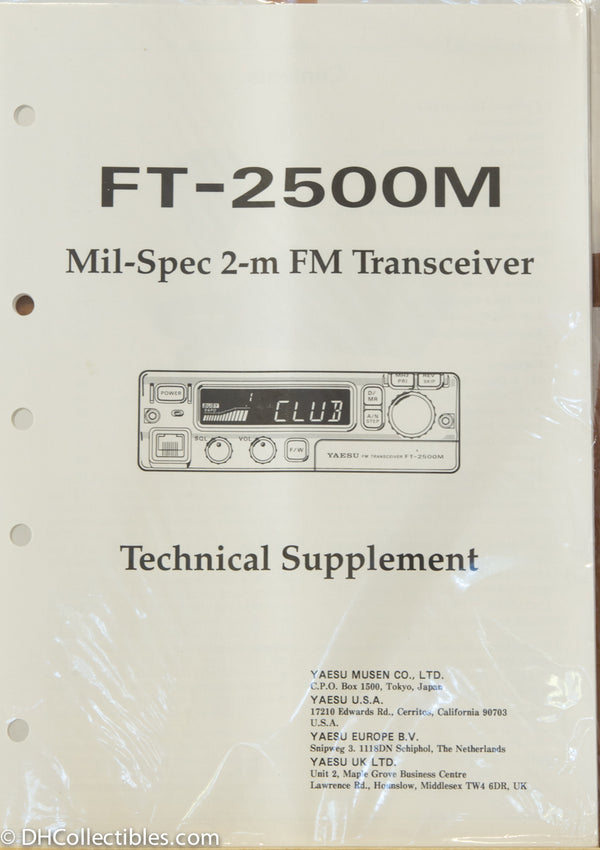 FT-2500M
Mil-Spec 2-m FM Transceiver
POWER
BUSY
1
CLUB
MHz
PRI
REV
SKIP
D/
MR
A/N
STEP
SQL
VOL
F/W
YAESU FM TRANSCEIVER FT-2500M
Technical Supplement
YAESU MUSEN CO., LTD.
C.P.O. Box 1500, Tokyo, Japan
YAESU U.S.A.
17210 Edwards Rd., Cerritos, California 90703
U.S.A.
YAESU EUROPE B.V.
Snipweg 3. 1118DN Schiphol, The Netherlands
YAESU UK LTD.
Unit 2, Maple Grove Business Centre
Lawrence Rd., Hounslow, Middlesex TW4 6DR, UK
© DHCollectibles.com